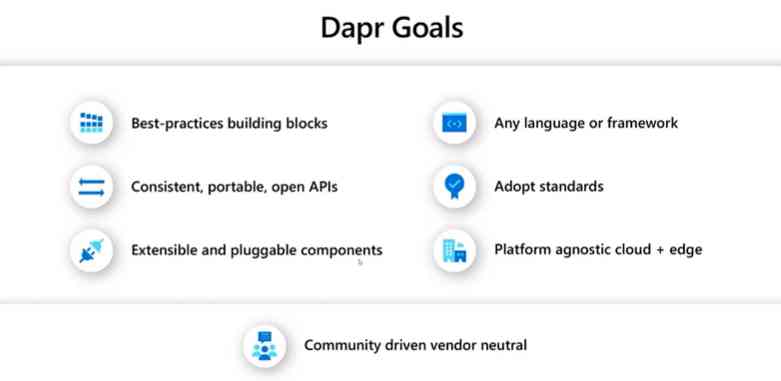 Dapr Goals
Best-practices building blocks
Any language or framework
Consistent, portable, open APIs
Adopt standards
Extensible and pluggable components
Platform agnostic cloud + edge
Community driven vendor neutral